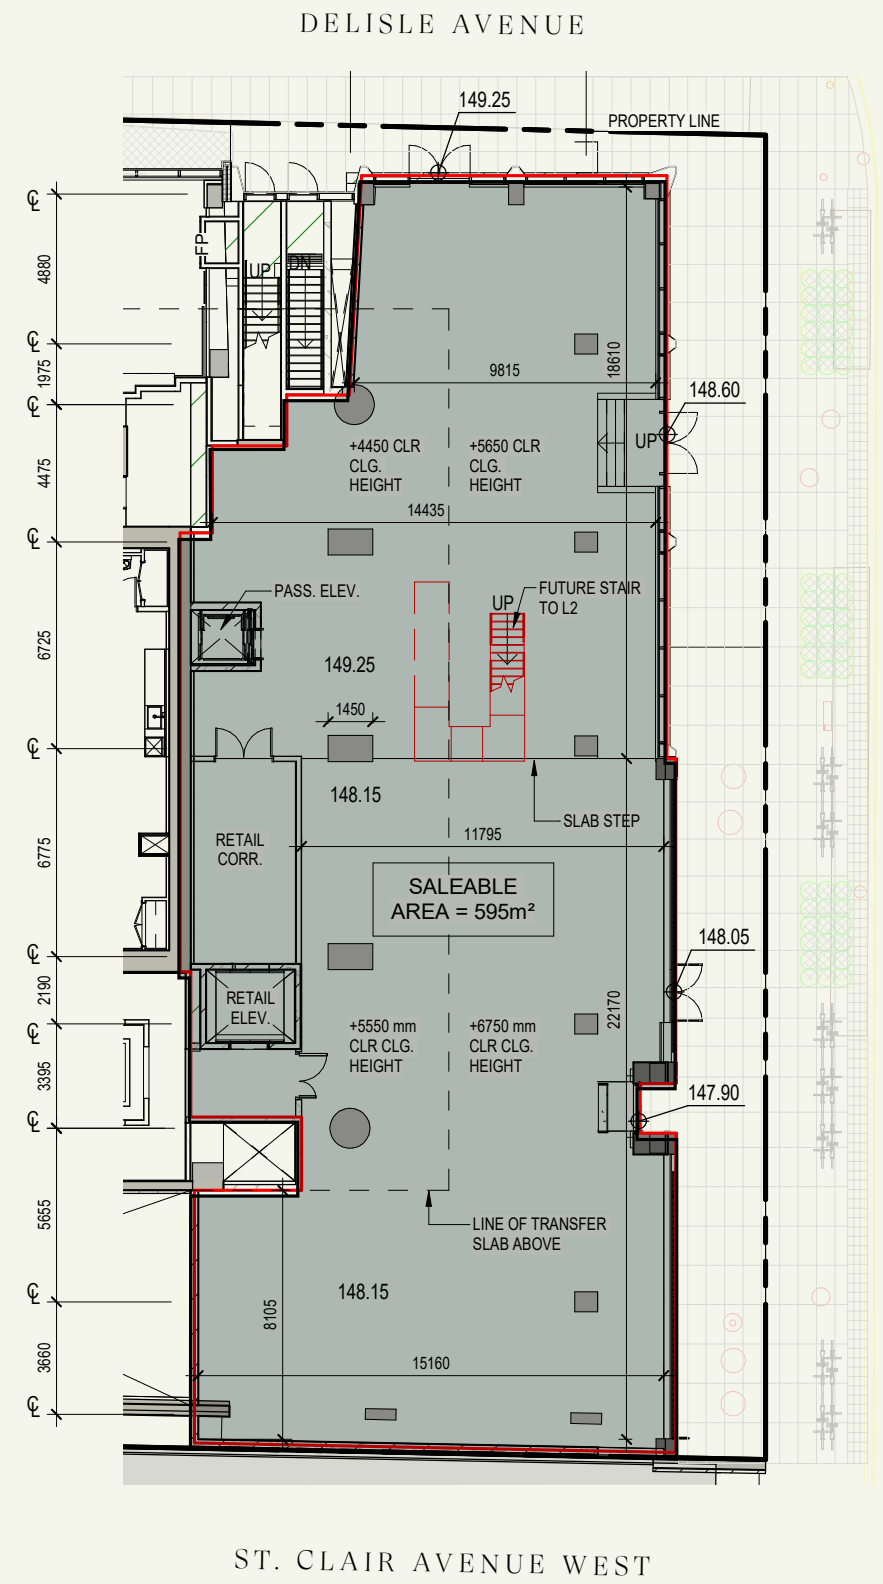 DELISLE AVENUE
149.25
PROPERTY LINE
FP
UP
DN
℄
4880
℄
1975
℄
9815
18610
148.60
UP
+4450 CLR
CLG.
HEIGHT
+5650 CLR
CLG.
HEIGHT
4475
14435
℄
PASS. ELEV.
UP
FUTURE STAIR
TO L2
6725
149.25
1450
℄
148.15
SLAB STEP
11795
RETAIL
CORR.
6775
SALEABLE
AREA = 595m²
148.05
℄
2190
RETAIL
ELEV.
22170
℄
+5550 mm
CLR CLG.
HEIGHT
+6750 mm
CLR CLG.
HEIGHT
3395
147.90
℄
5655
LINE OF TRANSFER
SLAB ABOVE
148.15
℄
8105
3660
15160
℄
ST. CLAIR AVENUE WEST